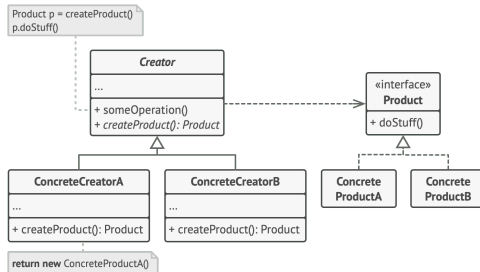 Product p = createProduct()
p.doStuff()
Creator
...
+ someOperation()
+ createProduct(): Product
«interface»
Product
+ doStuff()
ConcreteCreatorA
...
+ createProduct(): Product
ConcreteCreatorB
...
+ createProduct(): Product
Concrete
ProductA
Concrete
ProductB
return new ConcreteProductA()